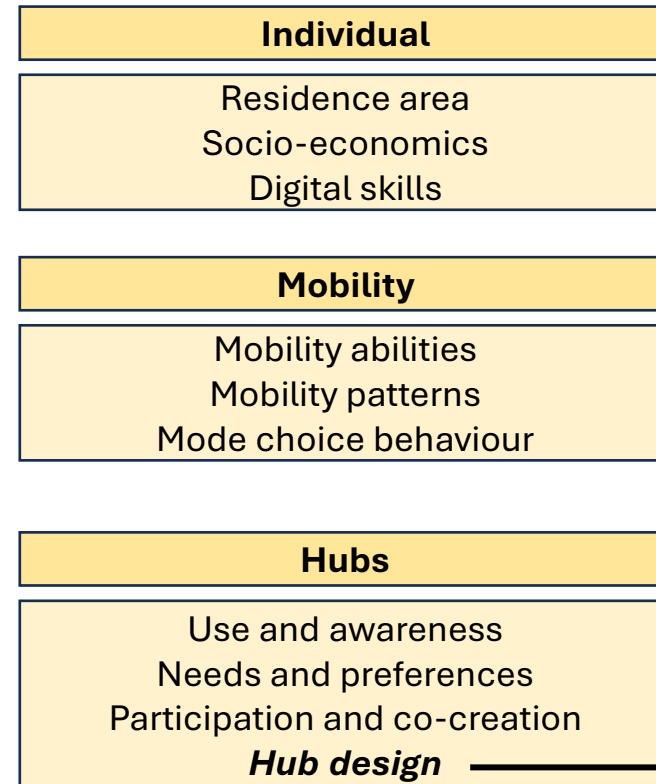 Individual
Residence area
Socio-economics
Digital skills
Mobility
Mobility abilities
Mobility patterns
Mode choice behaviour
Hubs
Use and awareness
Needs and preferences
Participation and co-creation
Hub design